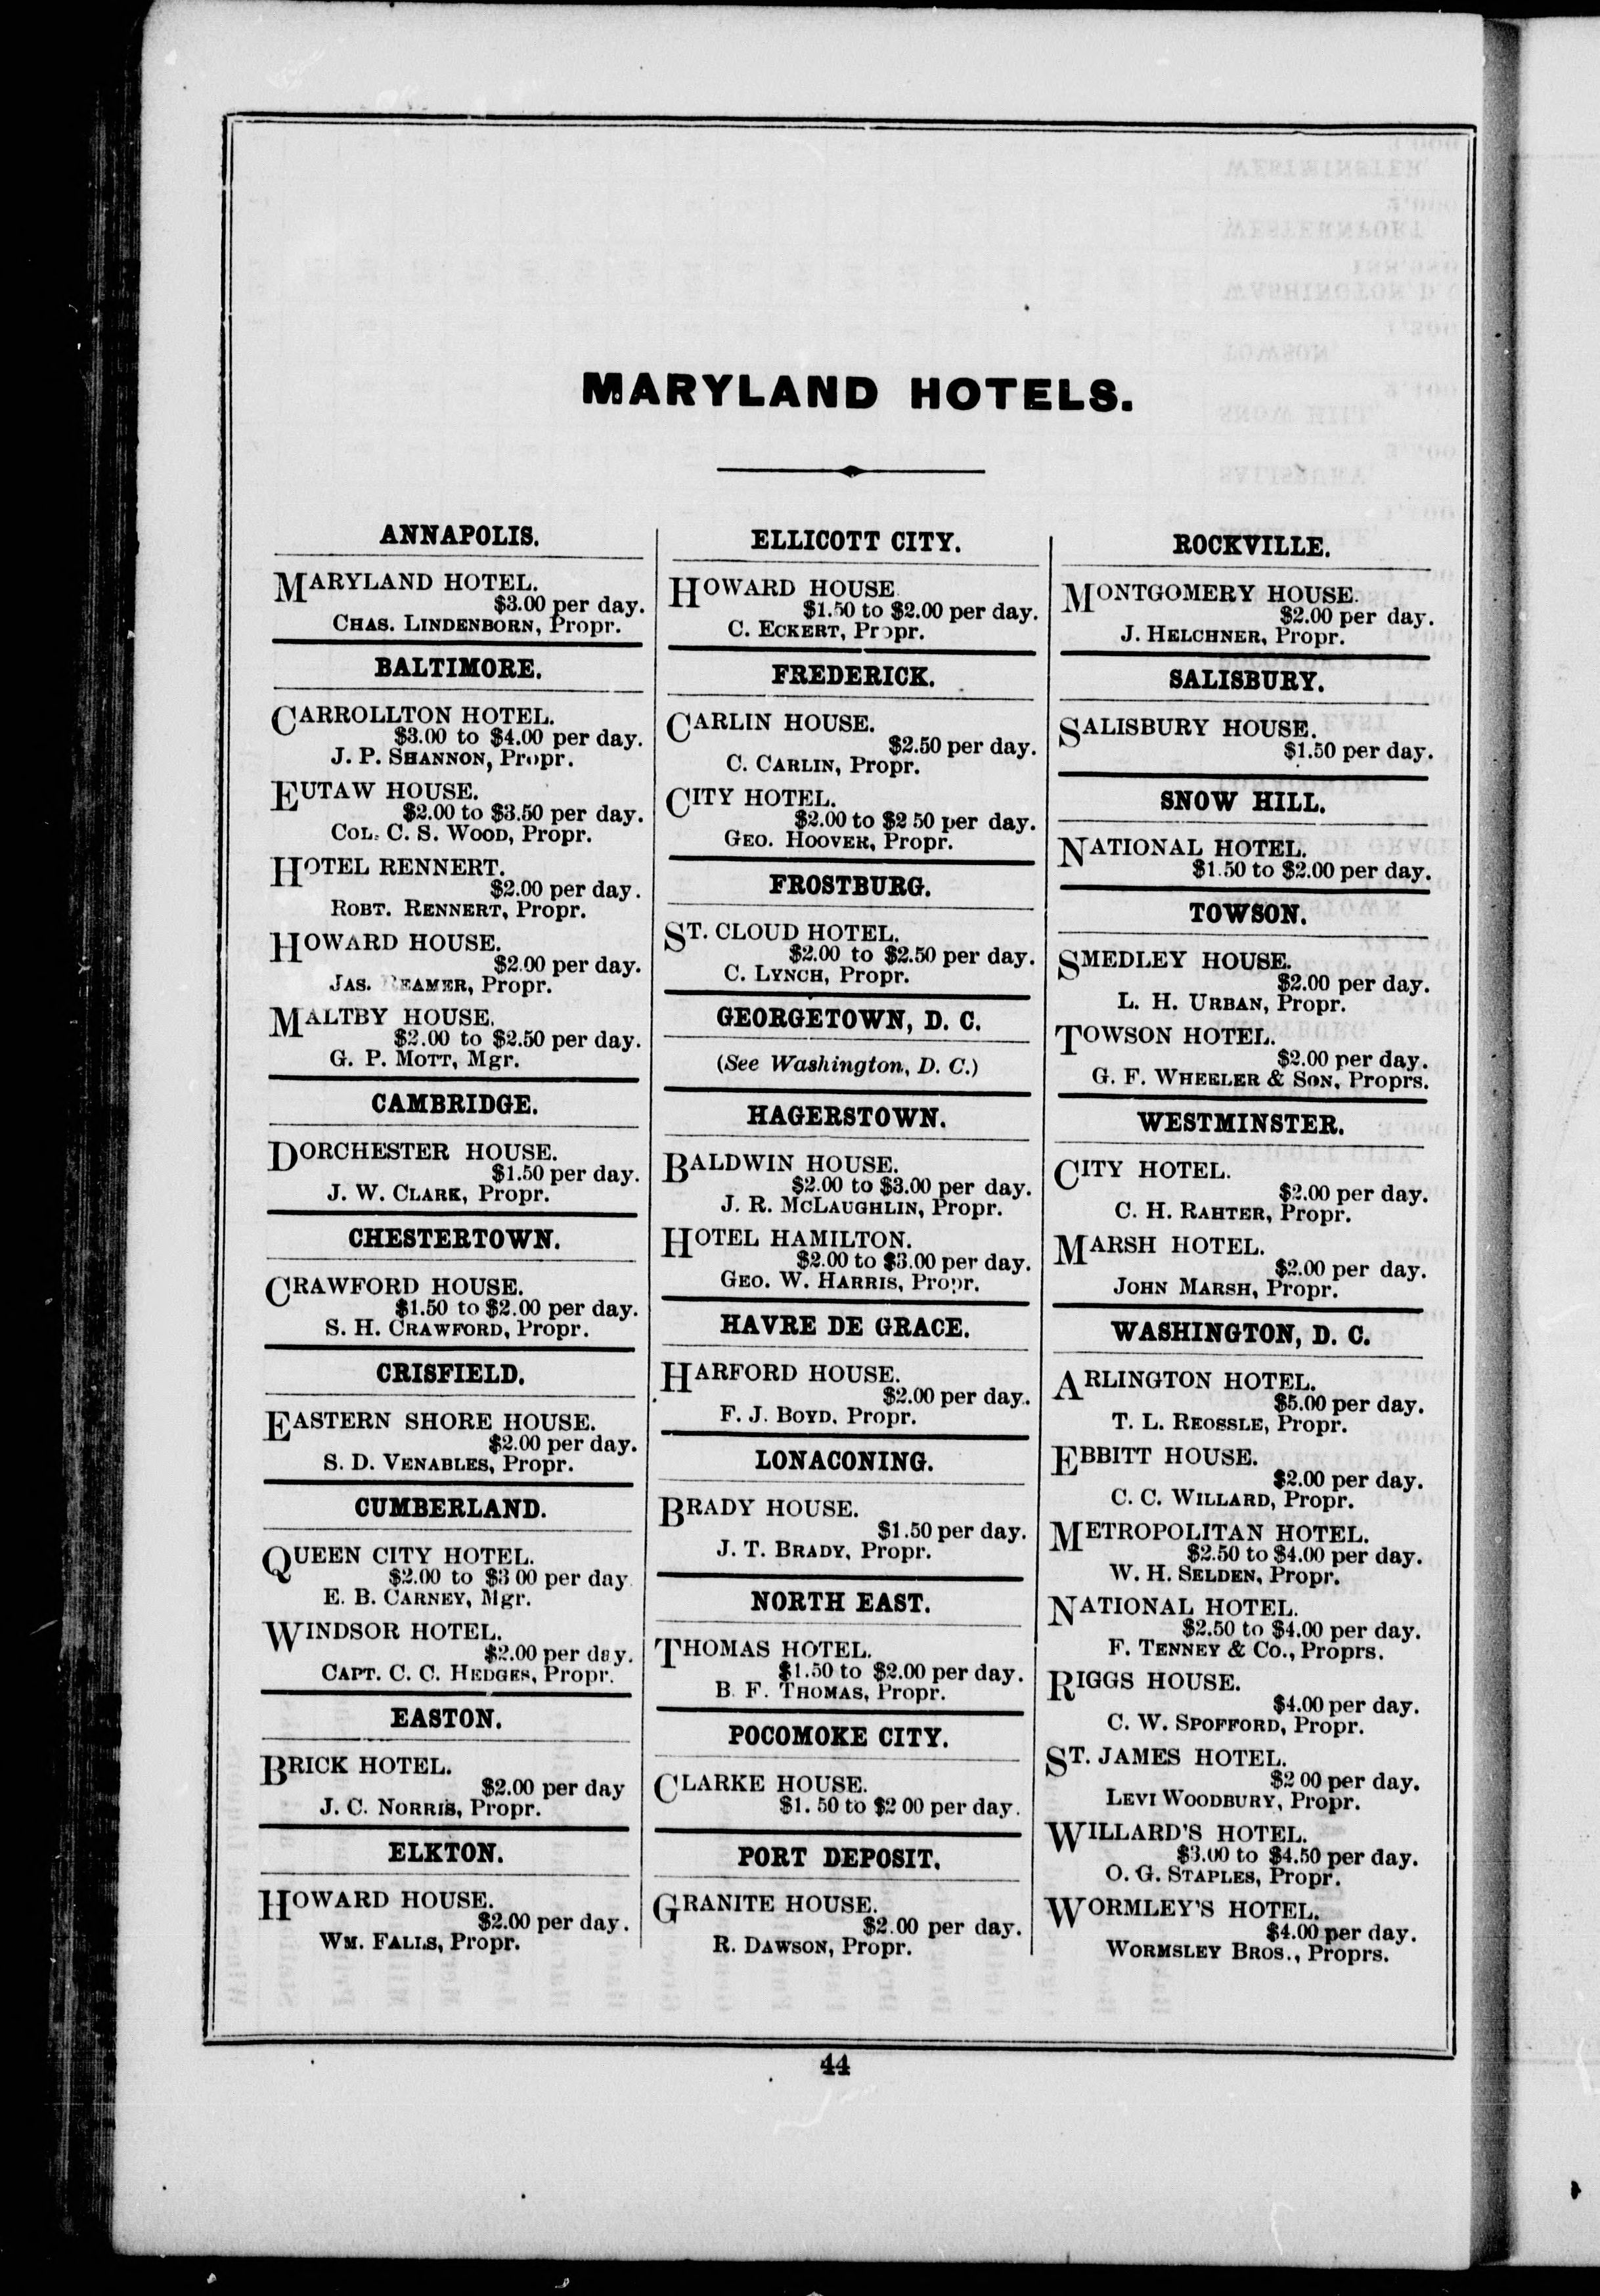 MARYLAND HOTELS.
ANNAPOLIS.
MARYLAND HOTEL.
$3.00 per day.
CHAS. LINDENBORN, Propr.
BALTIMORE.
CARROLLTON HOTEL.
$3.00 to $4.00 per day.
J. P. SHANNON, Propr.
EUTAW HOUSE.
$2.00 to $3.50 per day.
COL. C. S. WOOD, Propr.
HOTEL RENNERT.
$2.00 per day.
ROBT. RENNERT, Propr.
HOWARD HOUSE.
$2.00 per day.
JAS. REAMER, Propr.
MALTBY HOUSE.
$2.00 to $2.50 per day.
G. P. MOTT, Mgr.
CAMBRIDGE.
DORCHESTER HOUSE.
$1.50 per day.
J. W. CLARK, Propr.
CHESTERTOWN.
CRAWFORD HOUSE.
$1.50 to $2.00 per day.
S. H. CRAWFORD, Propr.
CRISFIELD.
EASTERN SHORE HOUSE.
$2.00 per day.
S. D. VENABLES, Propr.
CUMBERLAND.
QUEEN CITY HOTEL.
$2.00 to $3 00 per day
E. B. CARNEY, Mgr.
WINDSOR HOTEL.
$2.00 per day.
CAPT. C. C. HEDGES, Propr.
EASTON.
BRICK HOTEL.
$2.00 per day
J. C. NORRIS, Propr.
ELKTON.
HOWARD HOUSE.
$2.00 per day.
WM. FALLS, Propr.
ELLICOTT CITY.
HOWARD HOUSE
$1.50 to $2.00 per day.
C. ECKERT, Propr.
FREDERICK.
CARLIN HOUSE.
$2.50 per day.
C. CARLIN, Propr.
CITY HOTEL.
$2.00 to $2 50 per day.
GEO. HOOVER, Propr.
FROSTBURG.
ST. CLOUD HOTEL.
$2.00 to $2.50 per day.
C. LYNCH, Propr.
GEORGETOWN, D. C.
(See Washington, D. C.)
HAGERSTOWN.
BALDWIN HOUSE.
$2.00 to $3.00 per day.
J. R. MCLAUGHLIN, Propr.
HOTEL HAMILTON.
$2.00 to $3.00 per day.
GEO. W. HARRIS, Propr.
HAVRE DE GRACE.
HARFORD HOUSE.
$2.00 per day.
F. J. BOYD, Propr.
LONACONING.
BRADY HOUSE.
$1.50 per day.
J. T. BRADY, Propr.
NORTH EAST.
THOMAS HOTEL.
$1.50 to $2.00 per day.
B. F. THOMAS, Propr.
POCOMOKE CITY.
CLARKE HOUSE.
$1. 50 to $2 00 per day.
PORT DEPOSIT.
GRANITE HOUSE.
$2.00 per day.
R. DAWSON, Propr.
ROCKVILLE.
MONTGOMERY HOUSE.
$2.00 per day.
J. HELCHNER, Propr.
SALISBURY.
SALISBURY HOUSE.
$1.50 per day.
SNOW HILL.
NATIONAL HOTEL.
$1.50 to $2.00 per day.
TOWSON.
SMEDLEY HOUSE.
$2.00 per day.
L. H. URBAN, Propr.
TOWSON HOTEL.
$2.00 per day.
G. F. WHEELER & SON, Proprs.
WESTMINSTER.
CITY HOTEL.
$2.00 per day.
C. H. RAHTER, Propr.
MARSH HOTEL.
$2.00 per day.
JOHN MARSH, Propr.
WASHINGTON, D. C.
ARLINGTON HOTEL.
$5.00 per day.
T. L. REOSSLE, Propr.
EBBITT HOUSE.
$2.00 per day.
C. C. WILLARD, Propr.
METROPOLITAN HOTEL.
$2.50 to $4.00 per day.
W. H. SELDEN, Propr.
NATIONAL HOTEL.
$2.50 to $4.00 per day.
F. TENNEY & CO., Proprs.
RIGGS HOUSE.
$4.00 per day.
C. W. SPOFFORD, Propr.
ST. JAMES HOTEL.
$2 00 per day.
LEVI WOODBURY, Propr.
WILLARD'S HOTEL.
$3.00 to $4.50 per day.
O. G. STAPLES, Propr.
WORMLEY'S HOTEL.
$4.00 per day.
WORMSLEY BROS., Proprs.
44